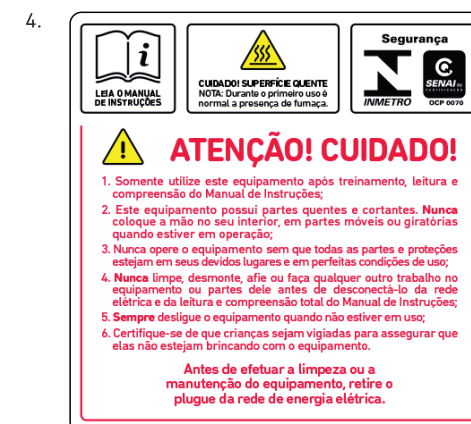 4.
Segurança
i
LEIA O MANUAL
DE INSTRUÇÕES
CUIDADO! SUPERFÍCIE QUENTE
NOTA: Durante o primeiro uso é
normal a presença de fumaça.
INMETRO
C
SENAI
CERTIFICAÇÃO
OCP 0070
! ATENÇÃO! CUIDADO!
1. Somente utilize este equipamento após treinamento, leitura e
compreensão do Manual de Instruções;
2. Este equipamento possui partes quentes e cortantes. Nunca
coloque a mão no seu interior, em partes móveis ou giratórias
quando estiver em operação;
3. Nunca opere o equipamento sem que todas as partes e proteções
estejam em seus devidos lugares e em perfeitas condições de uso;
4. Nunca limpe, desmonte, afie ou faça qualquer outro trabalho no
equipamento ou partes dele antes de desconectá-lo da rede
elétrica e da leitura e compreensão total do Manual de Instruções;
5. Sempre desligue o equipamento quando não estiver em uso;
6. Certifique-se de que crianças sejam vigiadas para assegurar que
elas não estejam brincando com o equipamento.
Antes de efetuar a limpeza ou a
manutenção do equipamento, retire o
plugue da rede de energia elétrica.